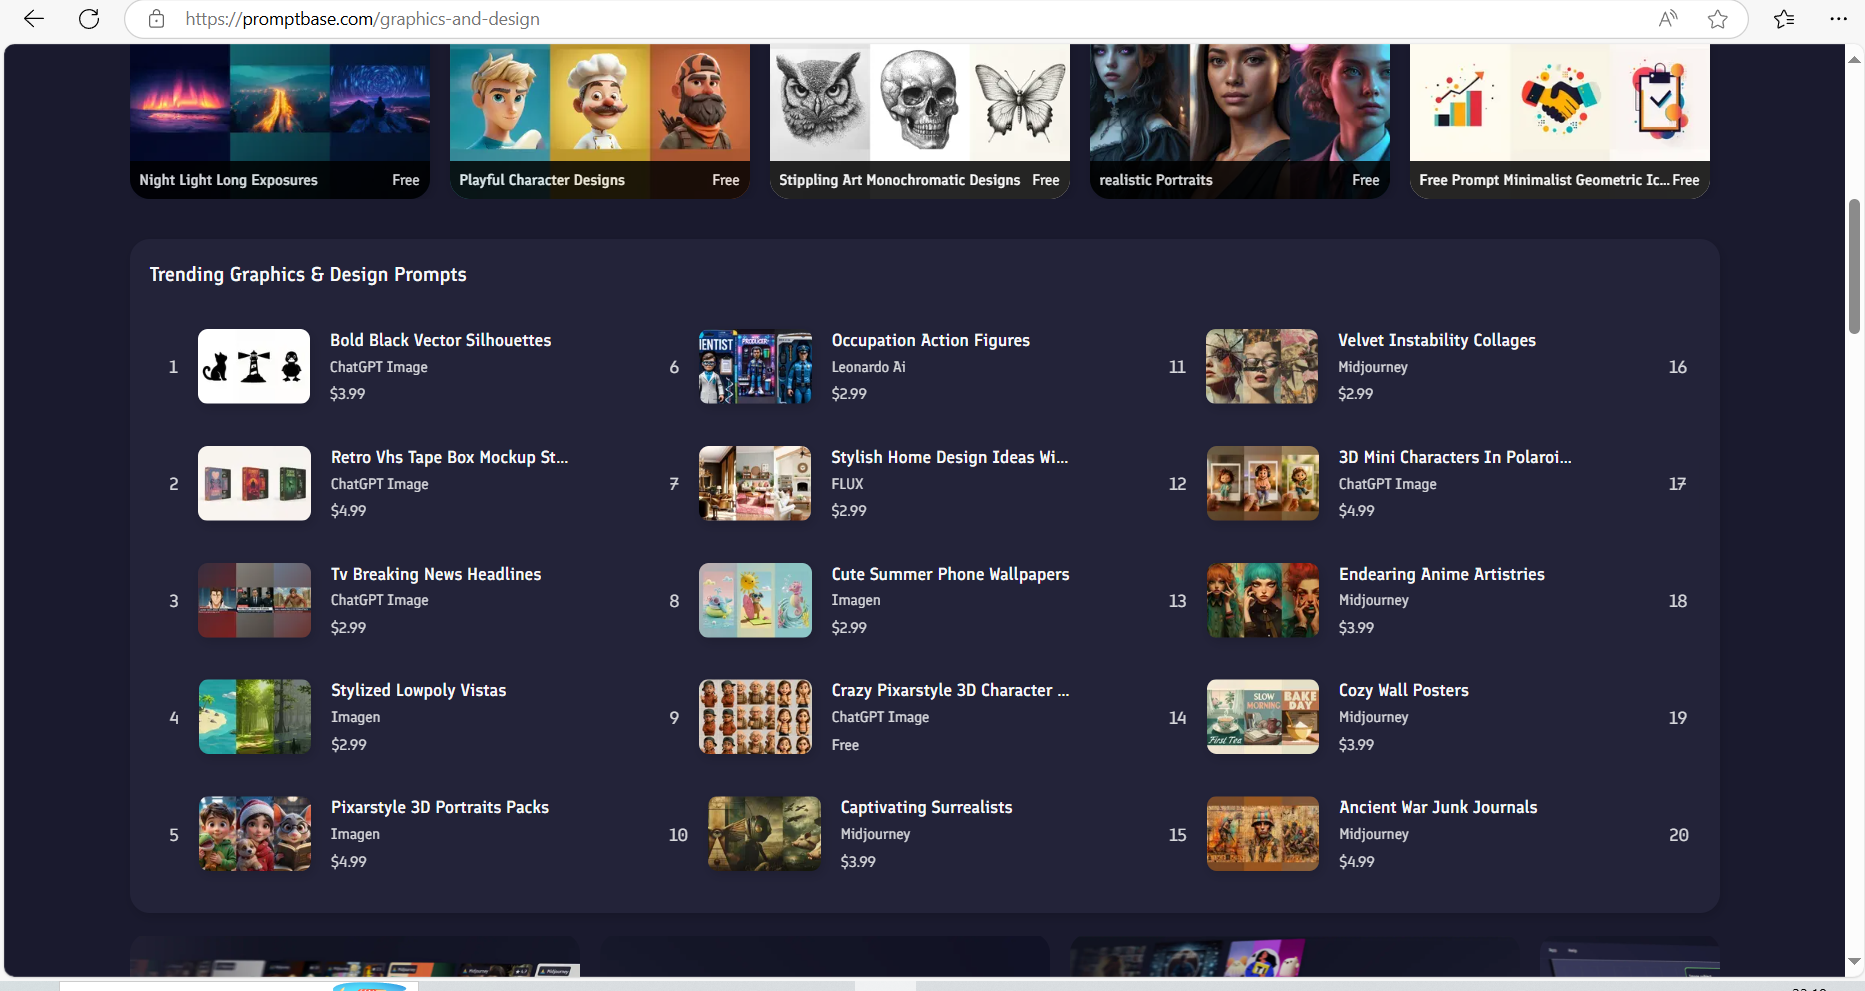 https://promptbase.com/graphics-and-design
Night Light Long Exposures Free
Playful Character Designs Free
Stippling Art Monochromatic Designs Free
realistic Portraits Free
Free Prompt Minimalist Geometric Ic... Free
Trending Graphics & Design Prompts
1
Bold Black Vector Silhouettes
ChatGPT Image
$3.99
2
Retro Vhs Tape Box Mockup St...
ChatGPT Image
$4.99
3
Tv Breaking News Headlines
ChatGPT Image
$2.99
4
Stylized Lowpoly Vistas
Imagen
$2.99
5
Pixarstyle 3D Portraits Packs
Imagen
$4.99
6
IENTIST
PRODUCER
Occupation Action Figures
Leonardo Ai
$2.99
7
Stylish Home Design Ideas Wi...
FLUX
$2.99
8
Cute Summer Phone Wallpapers
Imagen
$2.99
9
Crazy Pixarstyle 3D Character ...
ChatGPT Image
Free
10
Captivating Surrealists
Midjourney
$3.99
11
Velvet Instability Collages
Midjourney
$2.99
12
3D Mini Characters In Polaroi...
ChatGPT Image
$4.99
13
Endearing Anime Artistries
Midjourney
$3.99
14
First Tea
SLOW
MORNING
BAKE
DAY
Cozy Wall Posters
Midjourney
$3.99
15
Ancient War Junk Journals
Midjourney
$4.99
16
17
18
19
20